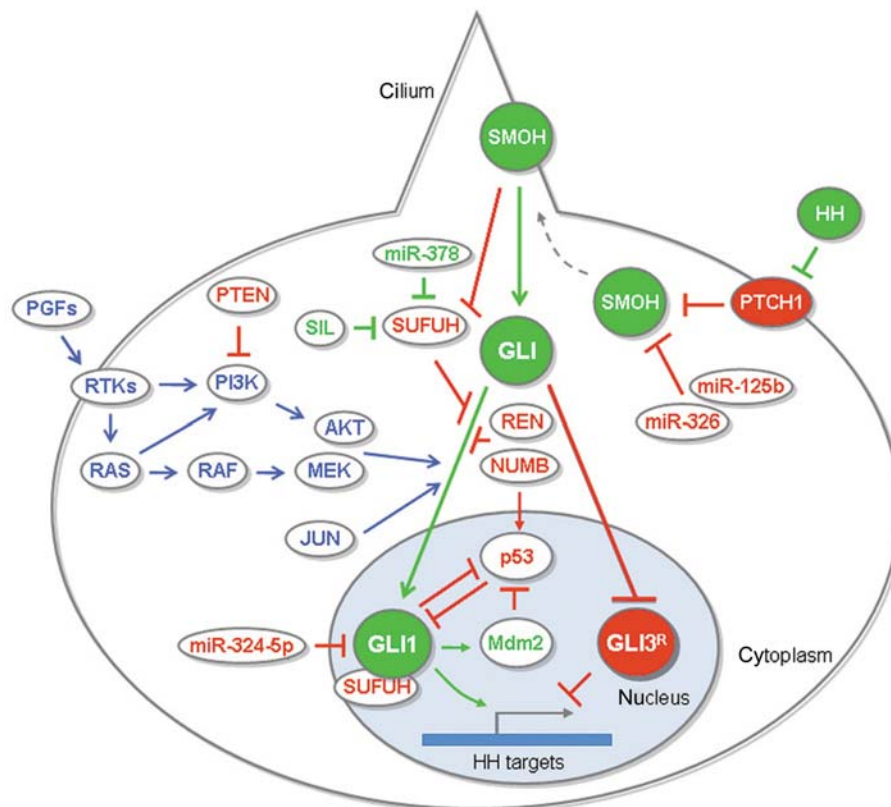 Cilium
SMOH
HH
miR-378
PGFs
PTEN
SMOH
PTCH1
SIL
SUFUH
GLI
RTKs
PI3K
miR-125b
miR-326
REN
AKT
RAS
RAF
MEK
NUMB
JUN
p53
miR-324-5p
GLI1
Mdm2
GLI3R
Cytoplasm
SUFUH
Nucleus
HH targets